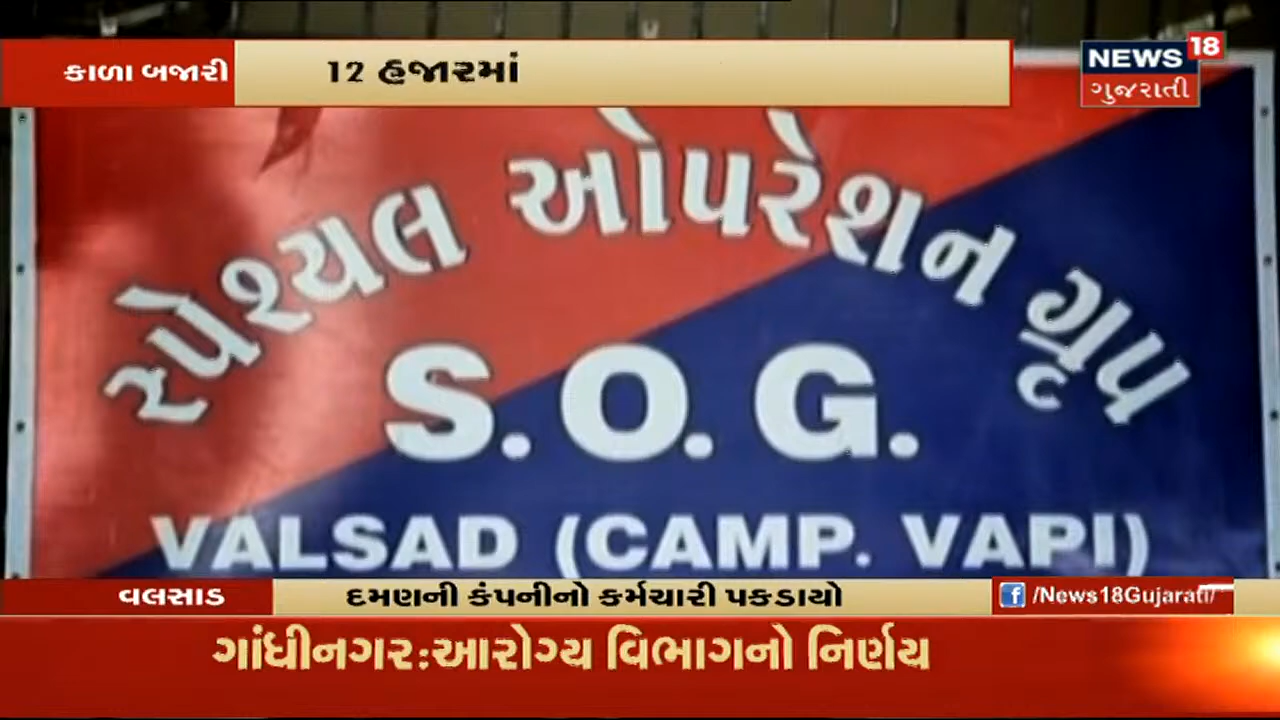 કાળા બજારી
12 હજારમાં
NEWS 18
ગુજરાતી
સ્પેશ્યલ ઓપરેશન ગ્રૂપ
S.O.G.
VALSAD (CAMP. VAPI)
વલસાડ
દમણની કંપનીનો કર્મચારી પકડાયો
/News18Gujarati/
ગાંધીનગર:આરોગ્ય વિભાગનો નિર્ણય